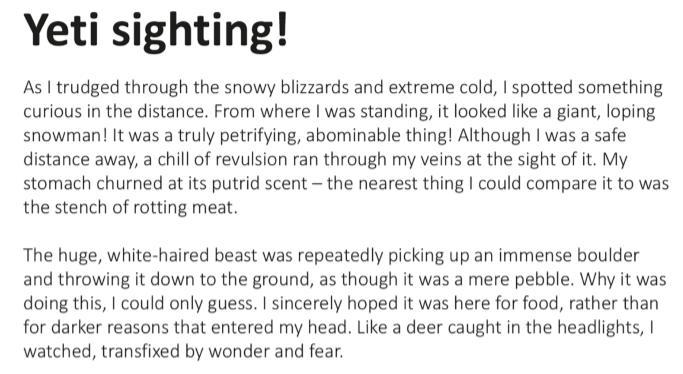 Yeti sighting!
As I trudged through the snowy blizzards and extreme cold, I spotted something
curious in the distance. From where I was standing, it looked like a giant, loping
snowman! It was a truly petrifying, abominable thing! Although I was a safe
distance away, a chill of revulsion ran through my veins at the sight of it. My
stomach churned at its putrid scent – the nearest thing I could compare it to was
the stench of rotting meat.
The huge, white-haired beast was repeatedly picking up an immense boulder
and throwing it down to the ground, as though it was a mere pebble. Why it was
doing this, I could only guess. I sincerely hoped it was here for food, rather than
for darker reasons that entered my head. Like a deer caught in the headlights, I
watched, transfixed by wonder and fear.